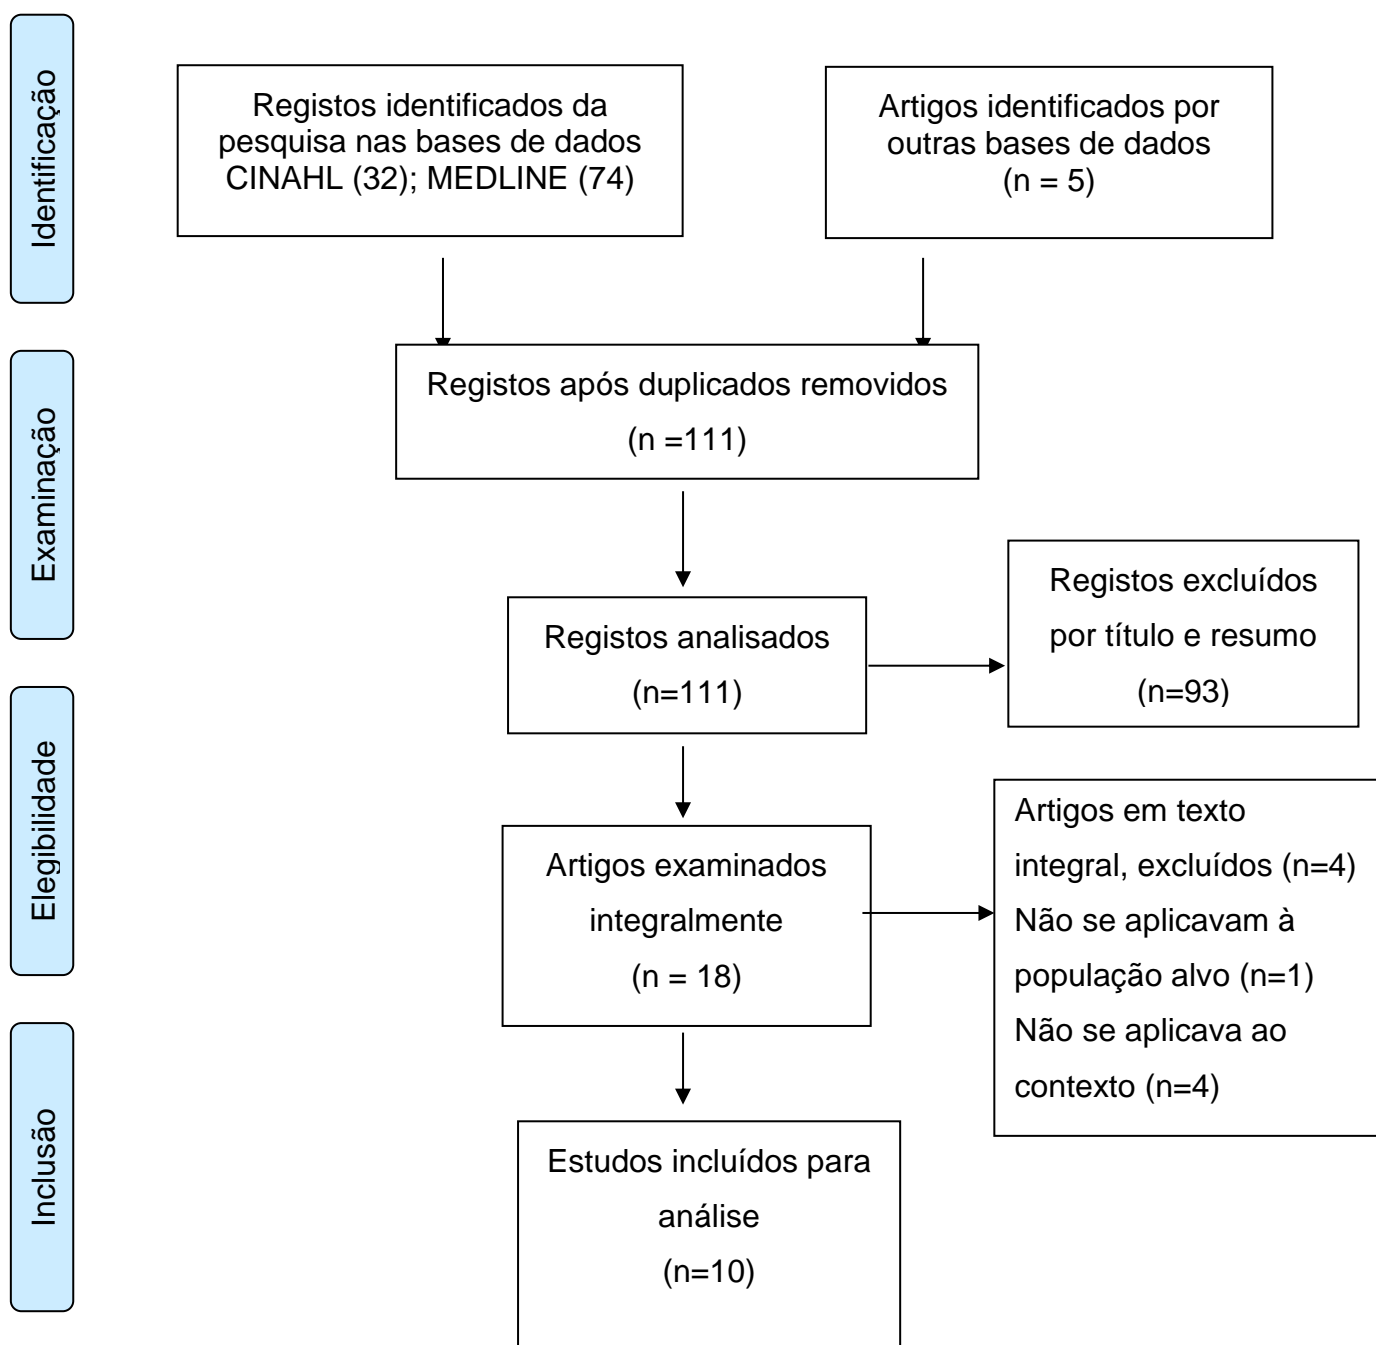 Identificação
Registos identificados da
pesquisa nas bases de dados
CINAHL (32); MEDLINE (74)
Artigos identificados por
outras bases de dados
(n = 5)
Examinação
Registos após duplicados removidos
(n =111)
Registos analisados
(n=111)
Registos excluídos
por título e resumo
(n=93)
Elegibilidade
Artigos examinados
integralmente
(n = 18)
Artigos em texto
integral, excluídos (n=4)
Não se aplicavam à
população alvo (n=1)
Não se aplicava ao
contexto (n=4)
Inclusão
Estudos incluídos para
análise
(n=10)